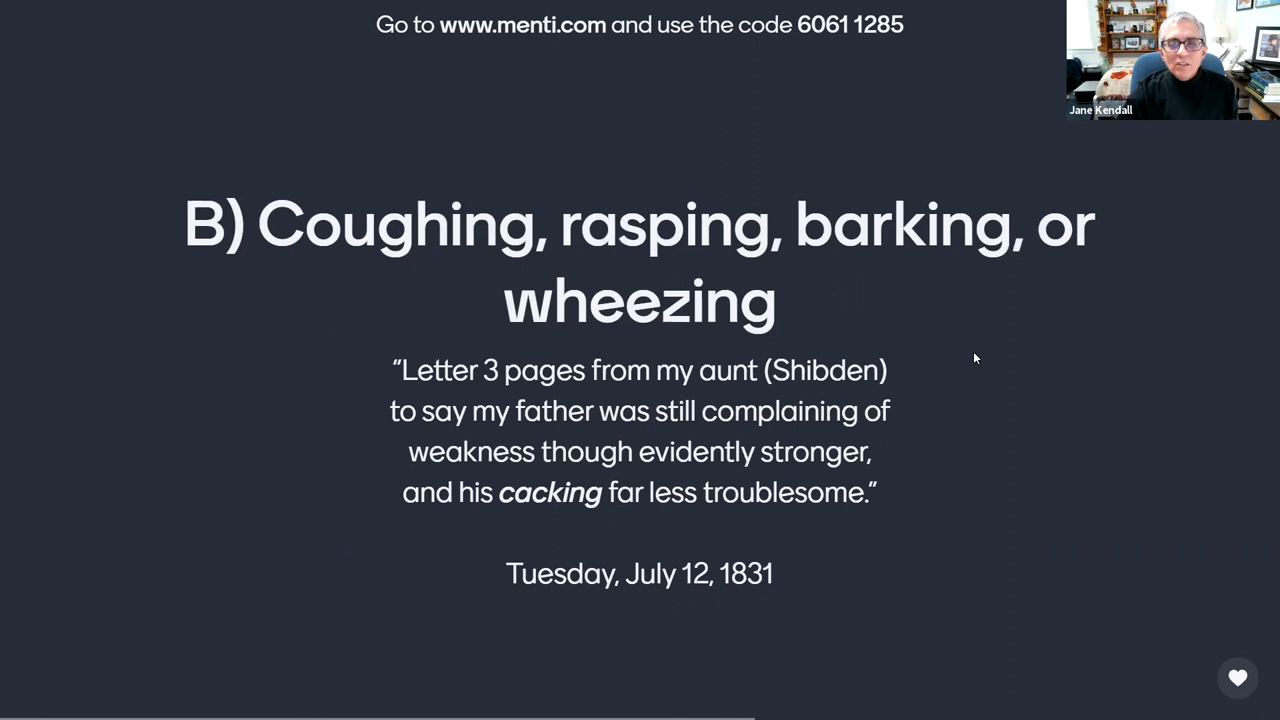 Go to www.menti.com and use the code 6061 1285
Jane Kendall
B) Coughing, rasping, barking, or
wheezing
“Letter 3 pages from my aunt (Shibden)
to say my father was still complaining of
weakness though evidently stronger,
and his cacking far less troublesome.”
Tuesday, July 12, 1831